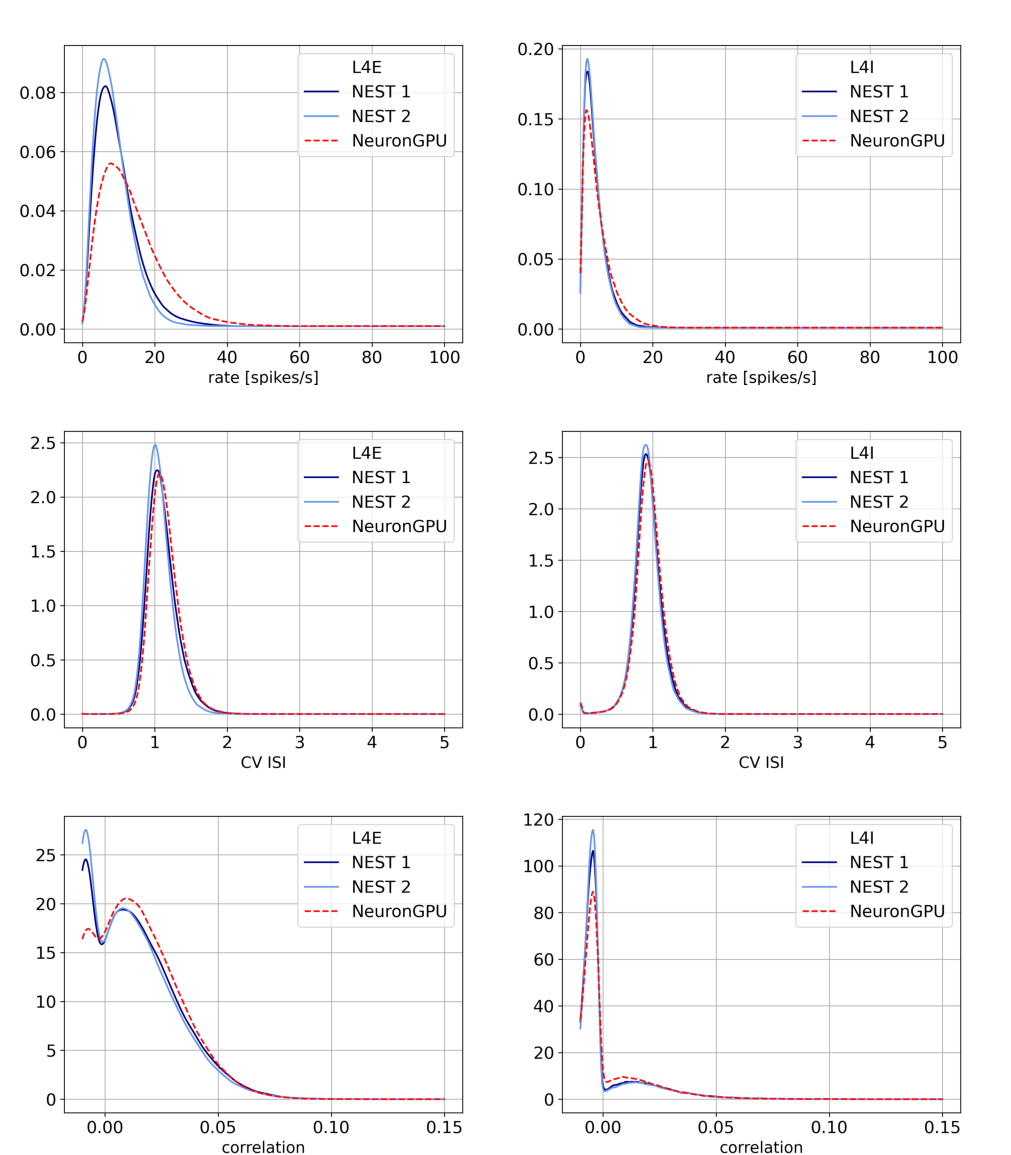 L4E
NEST 1
NEST 2
NeuronGPU
0.08
0.06
0.04
0.02
0.00
0 20 40 60 80 100
rate [spikes/s]
L4I
NEST 1
NEST 2
NeuronGPU
0.20
0.15
0.10
0.05
0.00
0 20 40 60 80 100
rate [spikes/s]
L4E
NEST 1
NEST 2
NeuronGPU
2.5
2.0
1.5
1.0
0.5
0.0
0 1 2 3 4 5
CV ISI
L4I
NEST 1
NEST 2
NeuronGPU
2.5
2.0
1.5
1.0
0.5
0.0
0 1 2 3 4 5
CV ISI
L4E
NEST 1
NEST 2
NeuronGPU
25
20
15
10
5
0
0.00 0.05 0.10 0.15
correlation
L4I
NEST 1
NEST 2
NeuronGPU
120
100
80
60
40
20
0
0.00 0.05 0.10 0.15
correlation